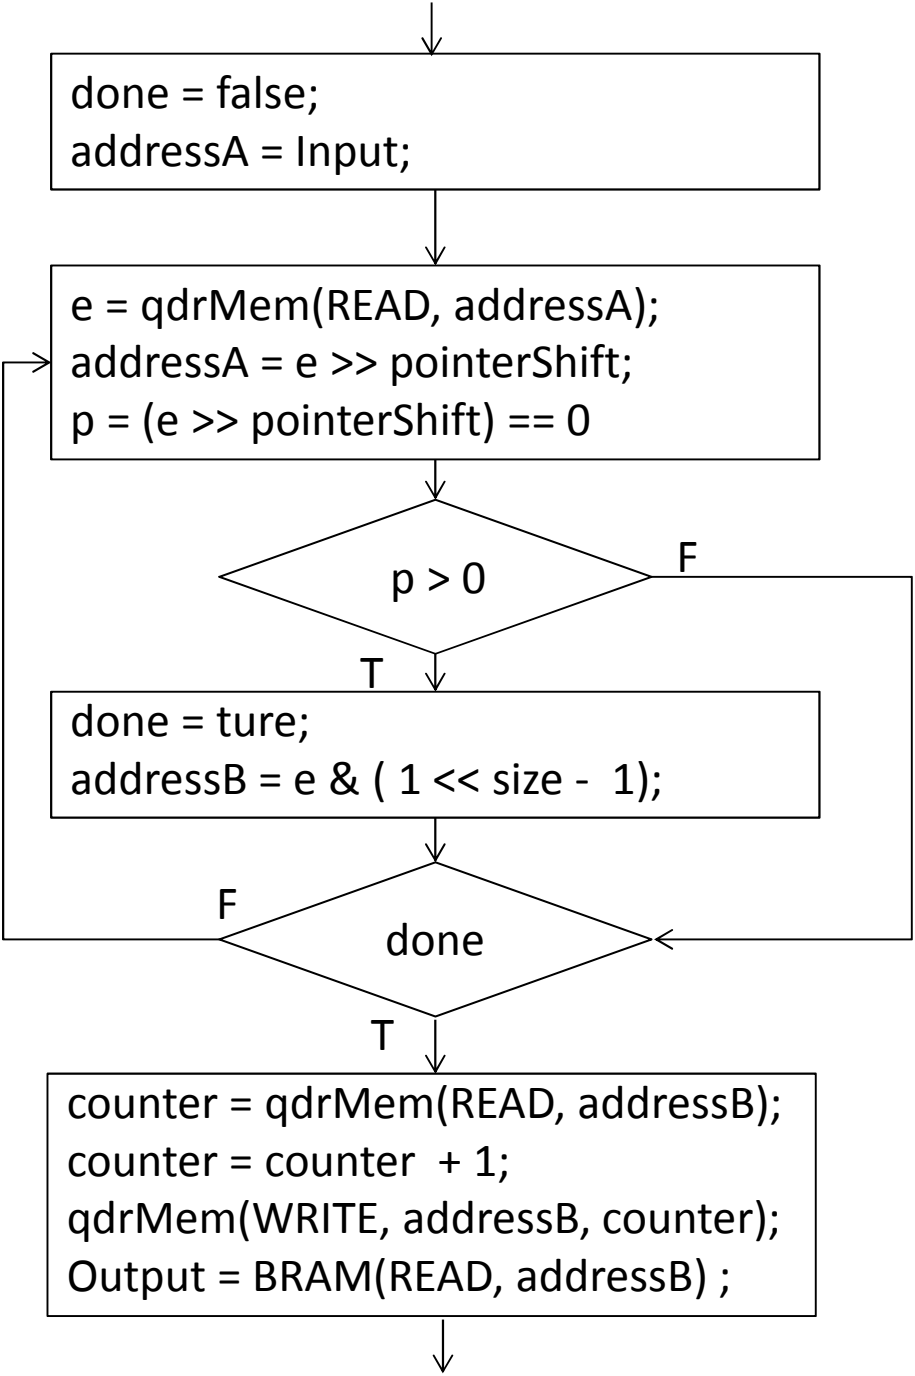 done = false;
addressA = Input;
e = qdrMem(READ, addressA);
addressA = e >> pointerShift;
p = (e >> pointerShift) == 0
p > 0
F
T
done = ture;
addressB = e & ( 1 << size - 1);
F
done
T
counter = qdrMem(READ, addressB);
counter = counter + 1;
qdrMem(WRITE, addressB, counter);
Output = BRAM(READ, addressB) ;